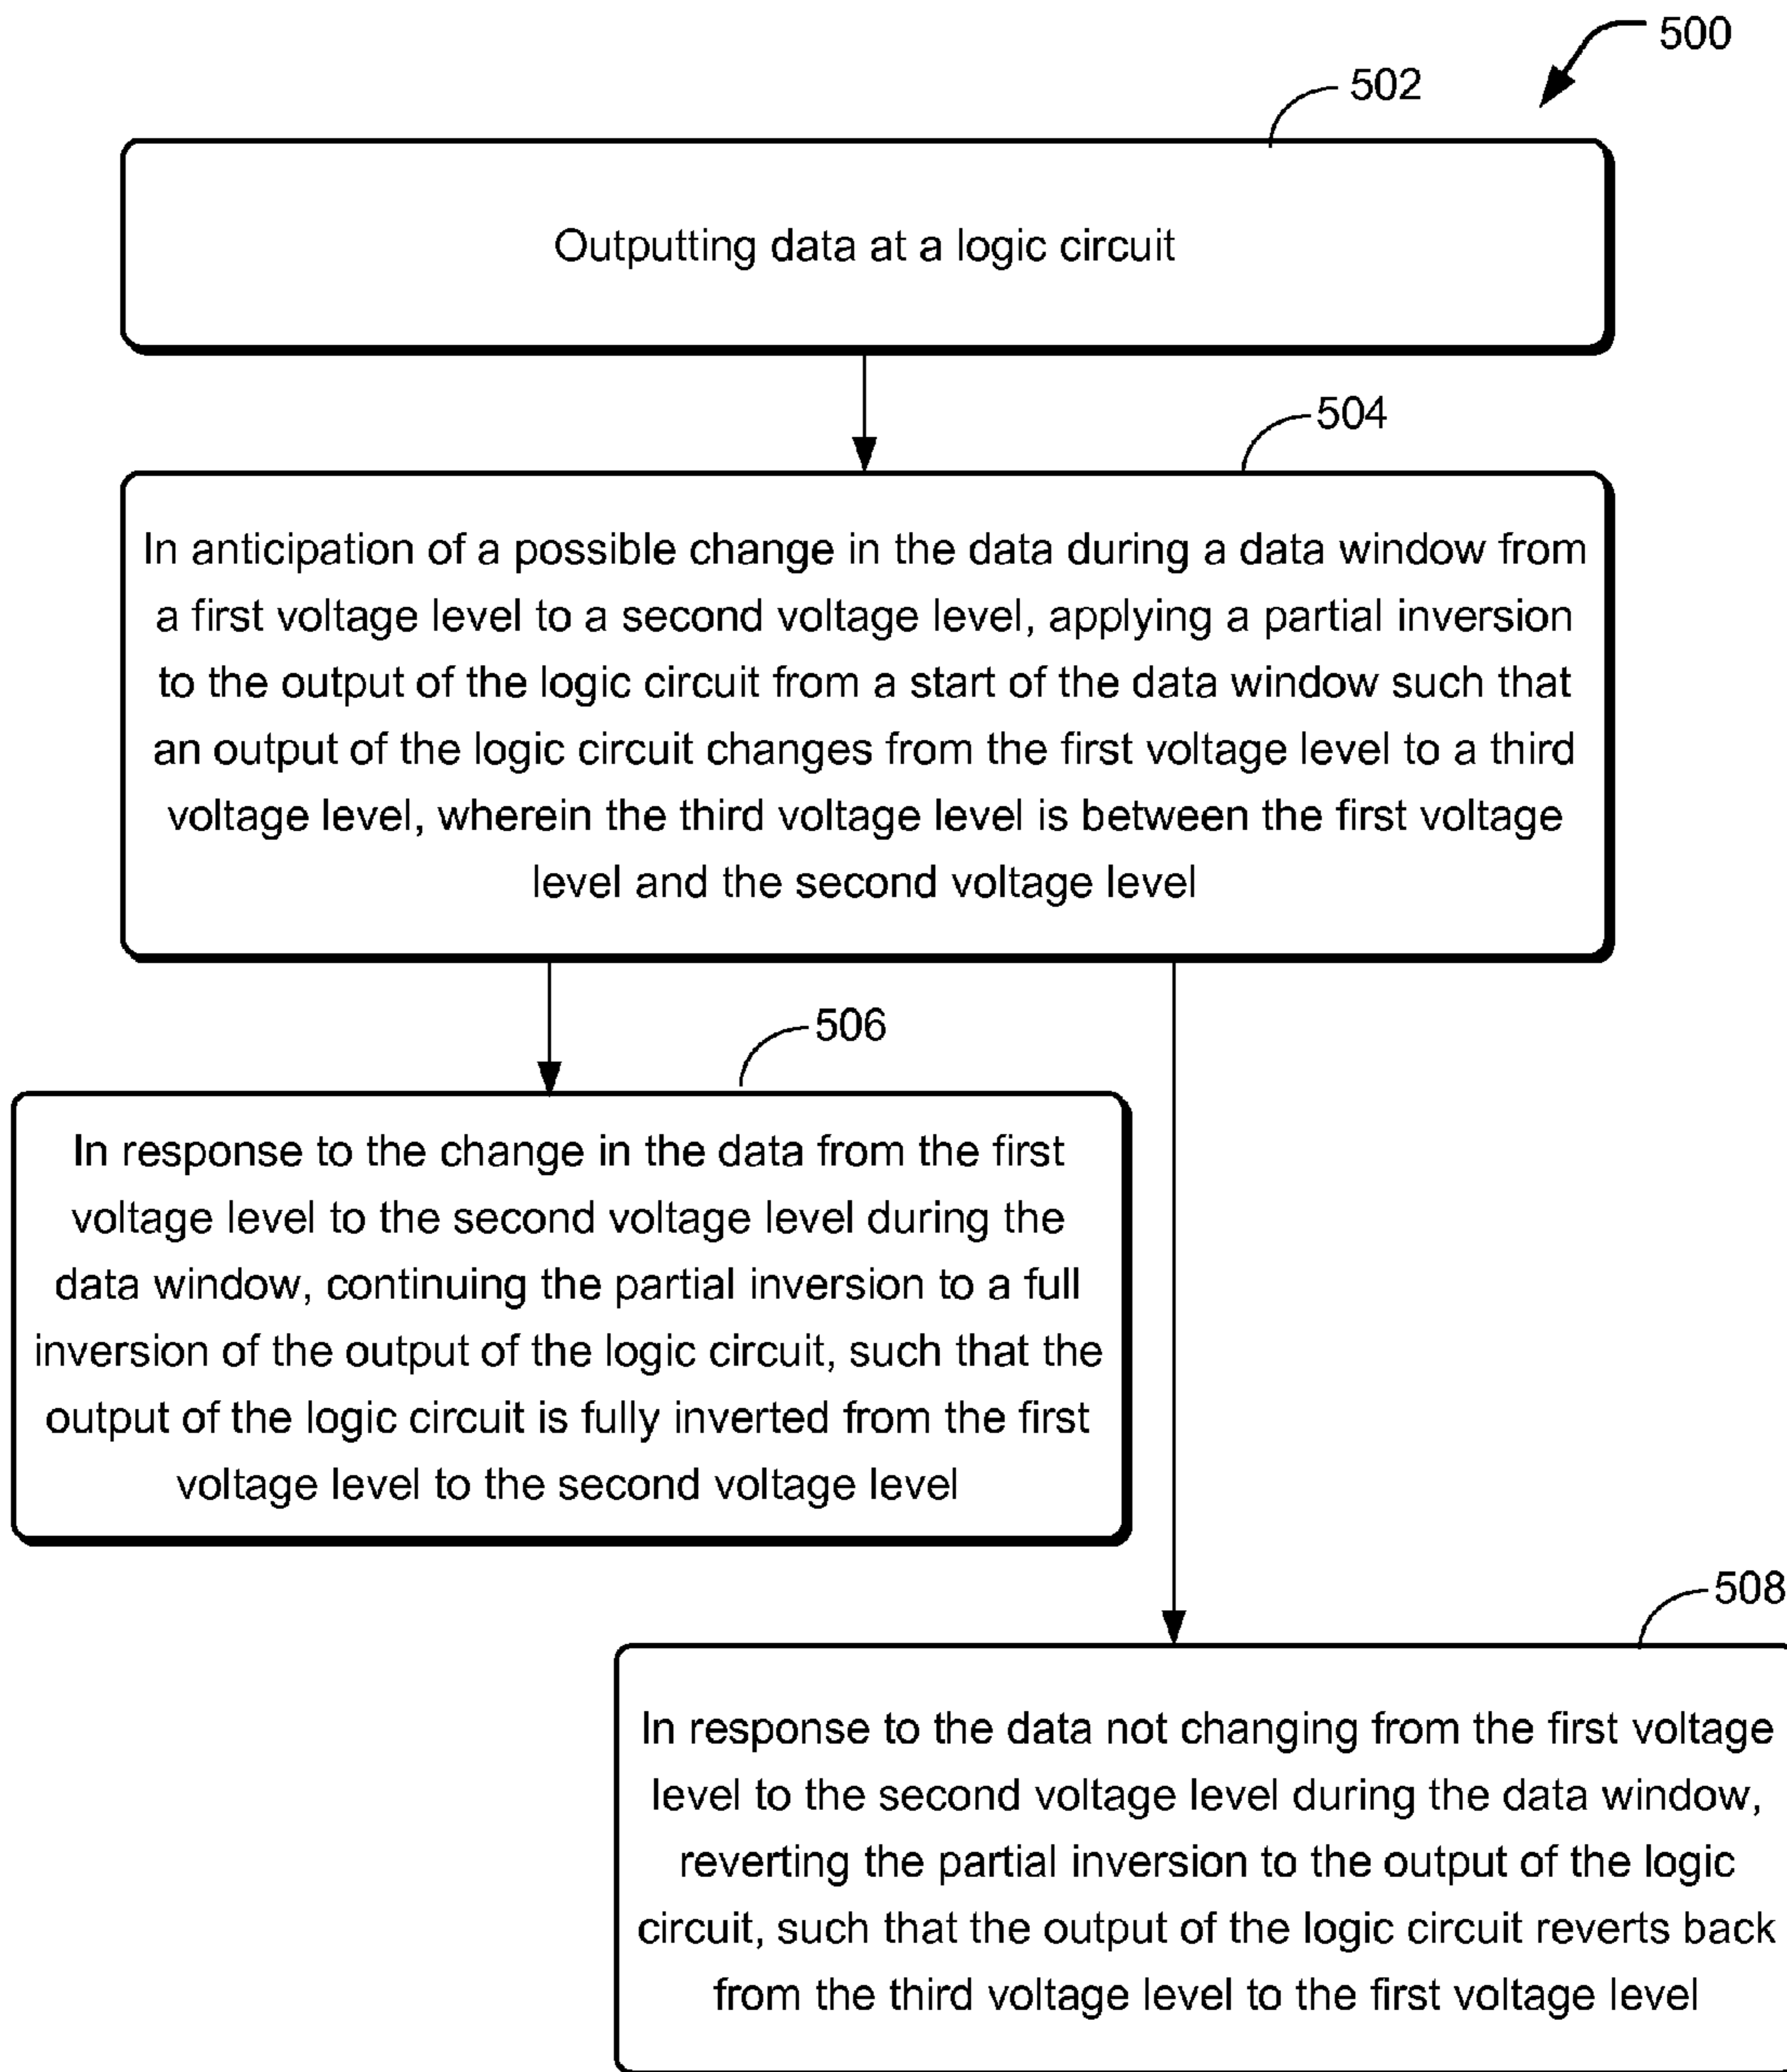 500
502
Outputting data at a logic circuit
504
In anticipation of a possible change in the data during a data window from
a first voltage level to a second voltage level, applying a partial inversion
to the output of the logic circuit from a start of the data window such that
an output of the logic circuit changes from the first voltage level to a third
voltage level, wherein the third voltage level is between the first voltage
level and the second voltage level
506
In response to the change in the data from the first
voltage level to the second voltage level during the
data window, continuing the partial inversion to a full
inversion of the output of the logic circuit, such that the
output of the logic circuit is fully inverted from the first
voltage level to the second voltage level
508
In response to the data not changing from the first voltage
level to the second voltage level during the data window,
reverting the partial inversion to the output of the logic
circuit, such that the output of the logic circuit reverts back
from the third voltage level to the first voltage level